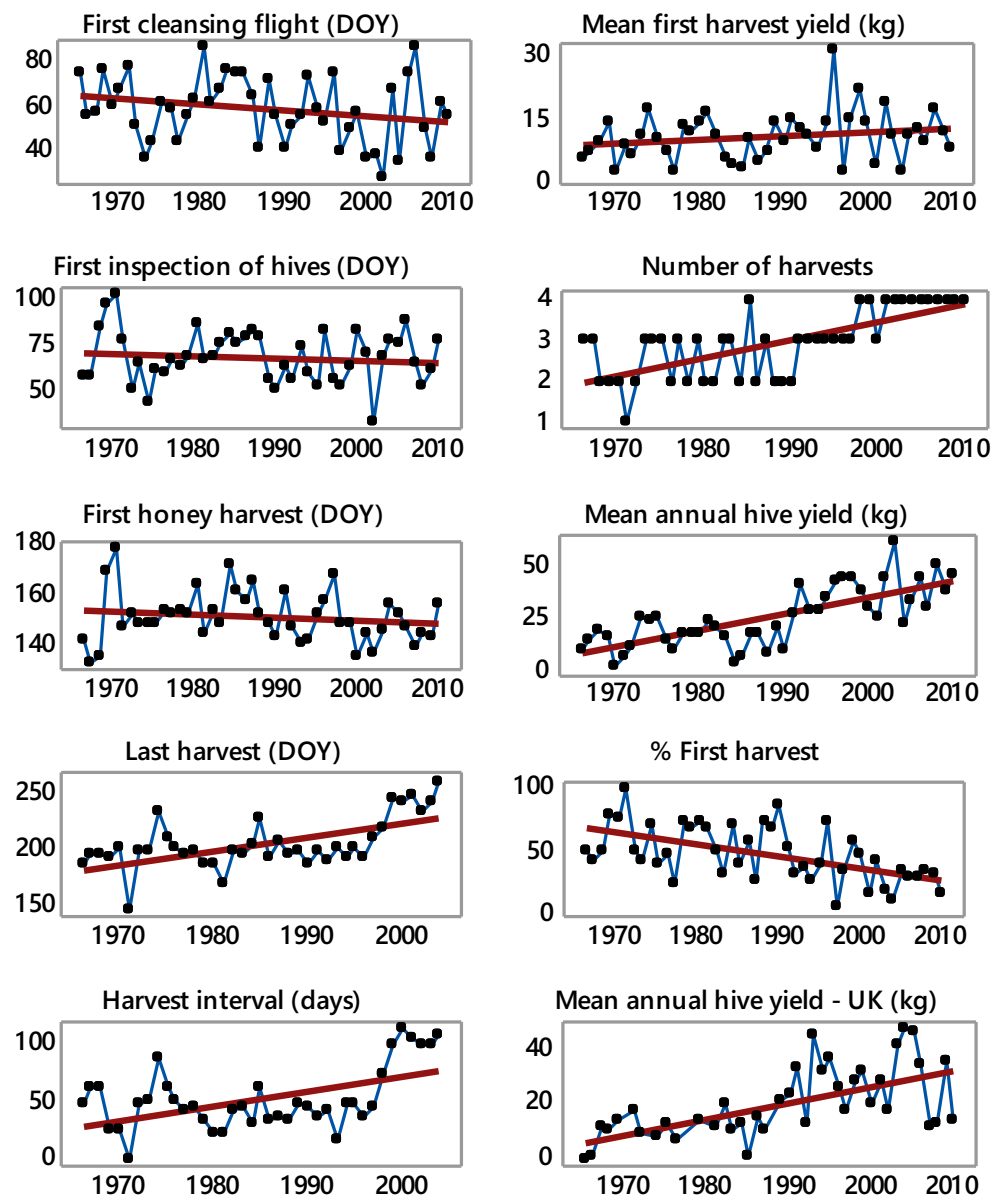 First cleansing flight (DOY)
80
60
40
1970 1980 1990 2000 2010
Mean first harvest yield (kg)
30
15
0
1970 1980 1990 2000 2010
First inspection of hives (DOY)
100
75
50
1970 1980 1990 2000 2010
Number of harvests
4
3
2
1
1970 1980 1990 2000 2010
First honey harvest (DOY)
180
160
140
1970 1980 1990 2000 2010
Mean annual hive yield (kg)
50
25
0
1970 1980 1990 2000 2010
Last harvest (DOY)
250
200
150
1970 1980 1990 2000
% First harvest
100
50
0
1970 1980 1990 2000 2010
Harvest interval (days)
100
50
0
1970 1980 1990 2000
Mean annual hive yield - UK (kg)
40
20
0
1970 1980 1990 2000 2010